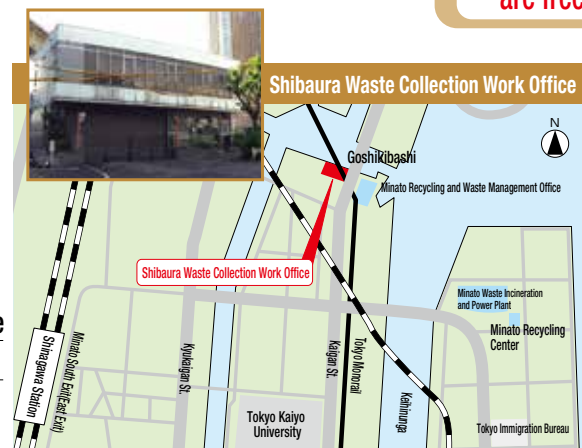 are free
Shibaura Waste Collection Work Office
N
Goshikibashi
Minato Recycling and Waste Management Office
Shibaura Waste Collection Work Office
Minato Waste Incineration
and Power Plant
Minato Recycling
Center
Shinagawa Station
Minato South Exit(East Exit)
Kyukaigan St.
Kaigan St.
Tokyo Monorail
Keihinunga
Tokyo Kaiyo
University
Tokyo Immigration Bureau
e